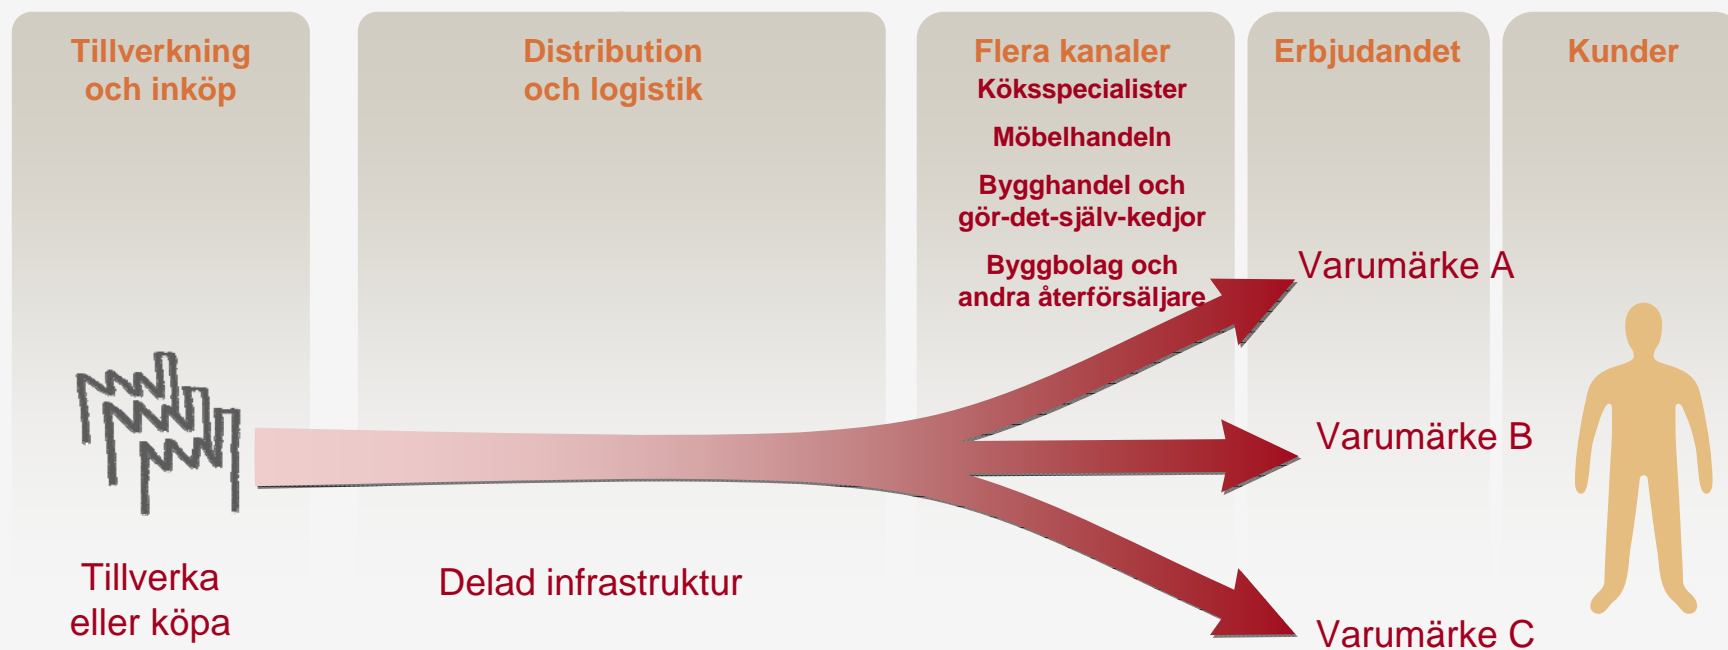 Tillverkning
och inköp
Distribution
och logistik
Flera kanaler
Köksspecialister
Möbelhandeln
Bygghandel och
gör-det-själv-kedjor
Byggbolag och
andra återförsäljare
Erbjudandet
Kunder
Varumärke A
Varumärke B
Varumärke C
Tillverka
eller köpa
Delad infrastruktur